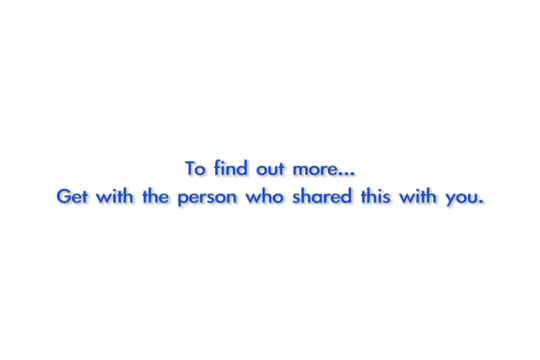 To find out more...
Get with the person who shared this with you.